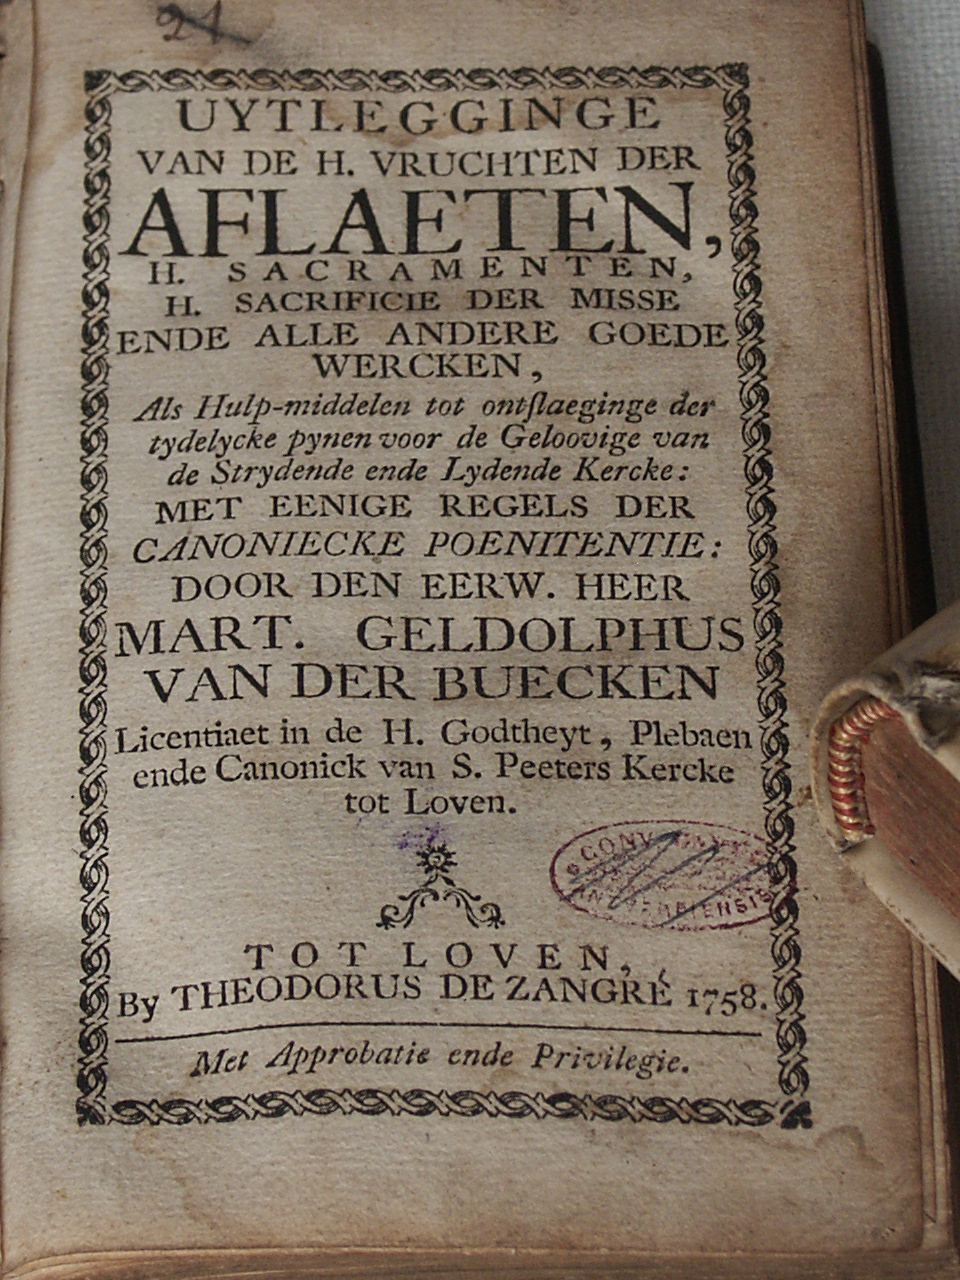 21
UYTLEGGINGE
VAN DE H. VRUCHTEN DER
AFLAETEN,
H. SACRAMENTEN,
H. SACRIFICIE DER MISSE
ENDE ALLE ANDERE GOEDE
WERCKEN,
Als Hulp-middelen tot ontſlaeginge der
tydelycke pynen voor de Geloovige van
de Strydende ende Lydende Kercke:
MET EENIGE REGELS DER
CANONIECKE POENITENTIE:
DOOR DEN EERW. HEER
MART. GELDOLPHUS
VAN DER BUECKEN
Licentiaet in de H. Godtheyt, Plebaen
ende Canonick van S. Peeters Kercke
tot Loven.
TOT LOVEN,
By THEODORUS DE ZANGRÉ 1758.
Met Approbatie ende Privilegie.